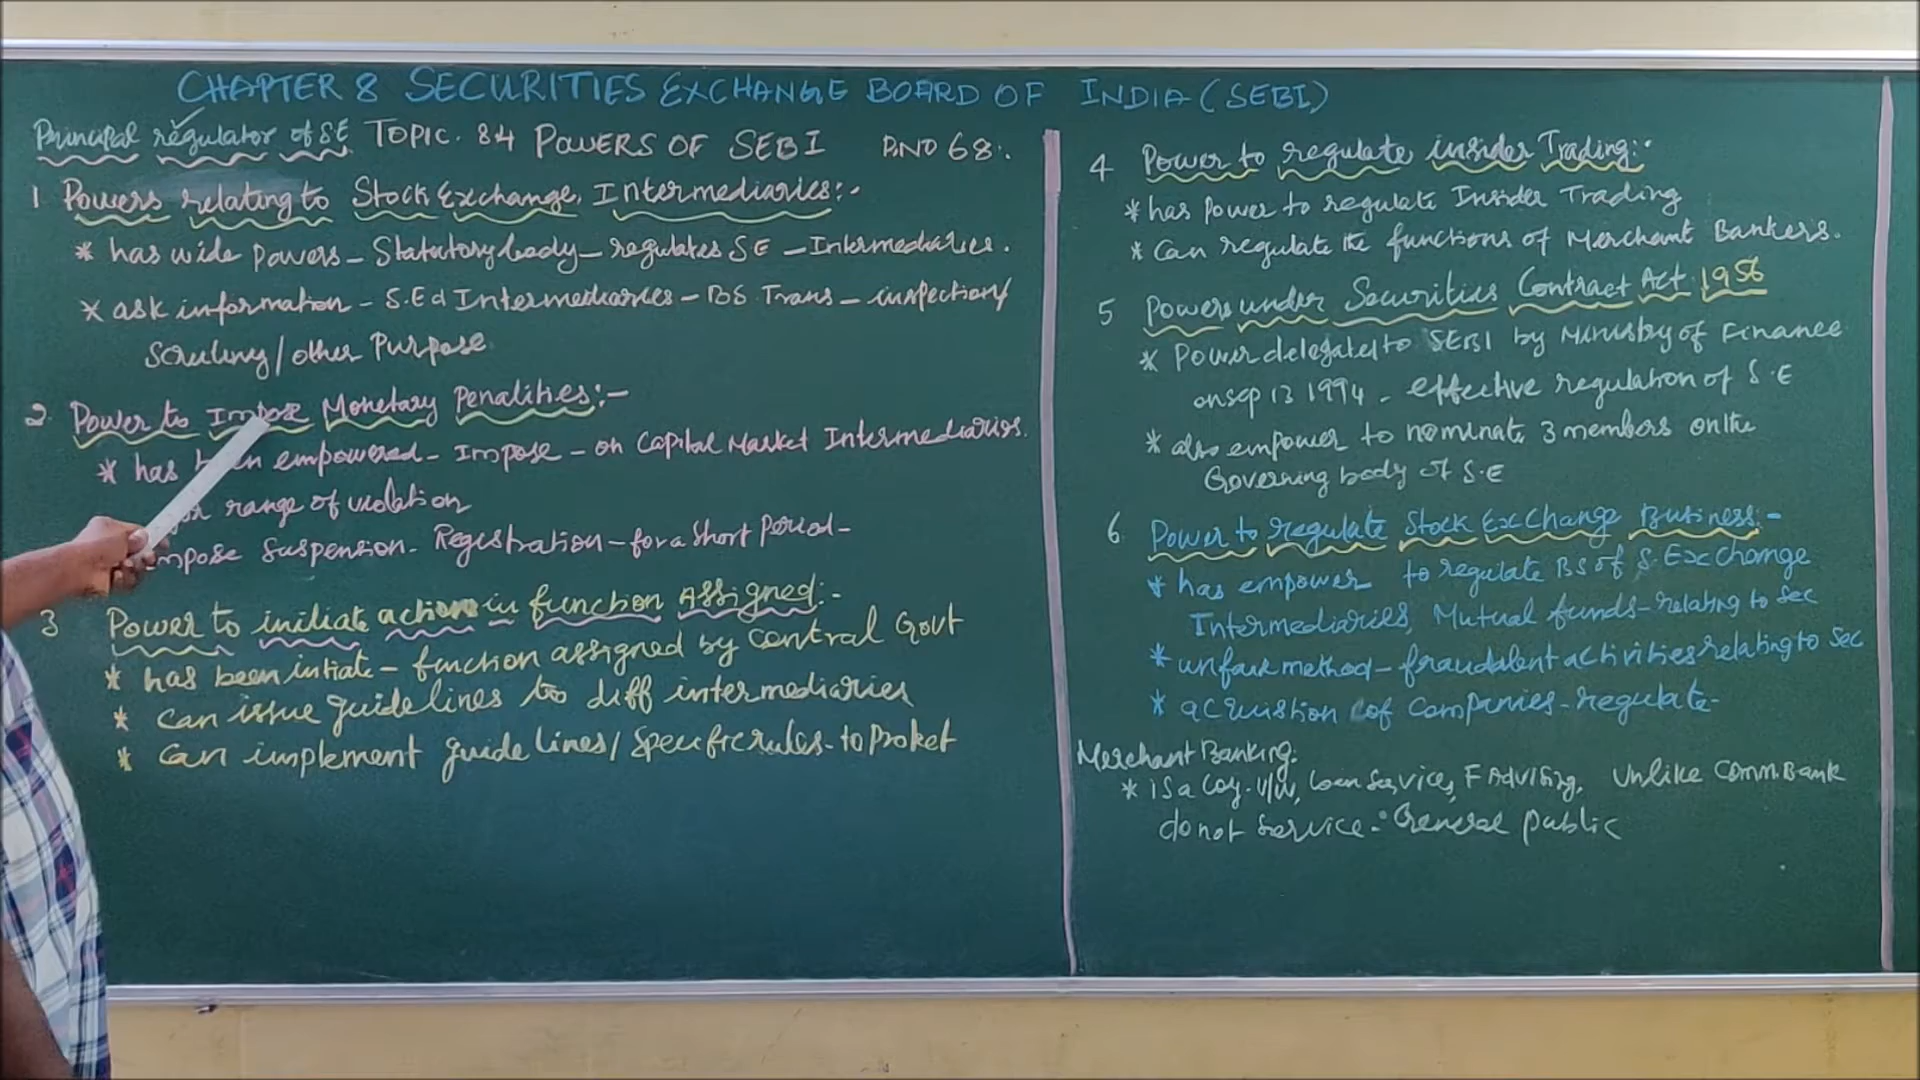 CHAPTER 8 SECURITIES EXCHANGE BOARD OF INDIA (SEBI)
Principal regulator of SE TOPIC. 84 POWERS OF SEBI PNO 68:.
1 Powers relating to Stock Exchange, Intermediaries:-
* has wide powers - Statutory body - regulates SE - Intermediaries.
* ask information - S.E d Intermediaries - BS. Trans - inspection/
Scrutiny / other Purpose
2. Power to Impose Monetary Penalities:-
* has been empowered - Impose - on Capital Market Intermediaries.
range of violation
mpose Suspension - Registration - for a short Period -
3 Power to initiate action in function Assigned:-
* has been intiate - function assigned by Central Govt
* can issue guidelines to diff intermediaries
* can implement guide lines / Specific rules - to Protket
4 Power to regulate insider Trading:-
* has power to regulate Insider Trading
* Can regulate the functions of Merchant Bankers.
5 Powers under Securities Contract Act 1956
* Power delegated to SEBI by Ministry of Finance
on sep 13 1994 - effective regulation of S.E
* also empower to nominate 3 members on the
Governing body of S.E
6 Power to regulate Stock Exchange Business:-
* has empower to regulate BS of S. Exchange
Intermediaries, Mutual funds - relating to Sec
* unfair method - fraudalent activities relating to Sec
* acquistion of Companies - regulate -
Merchant Banking:
* is a Coy. U/W, Loan Services, F Advising, Unlike Comm. Bank
do not Service - General public